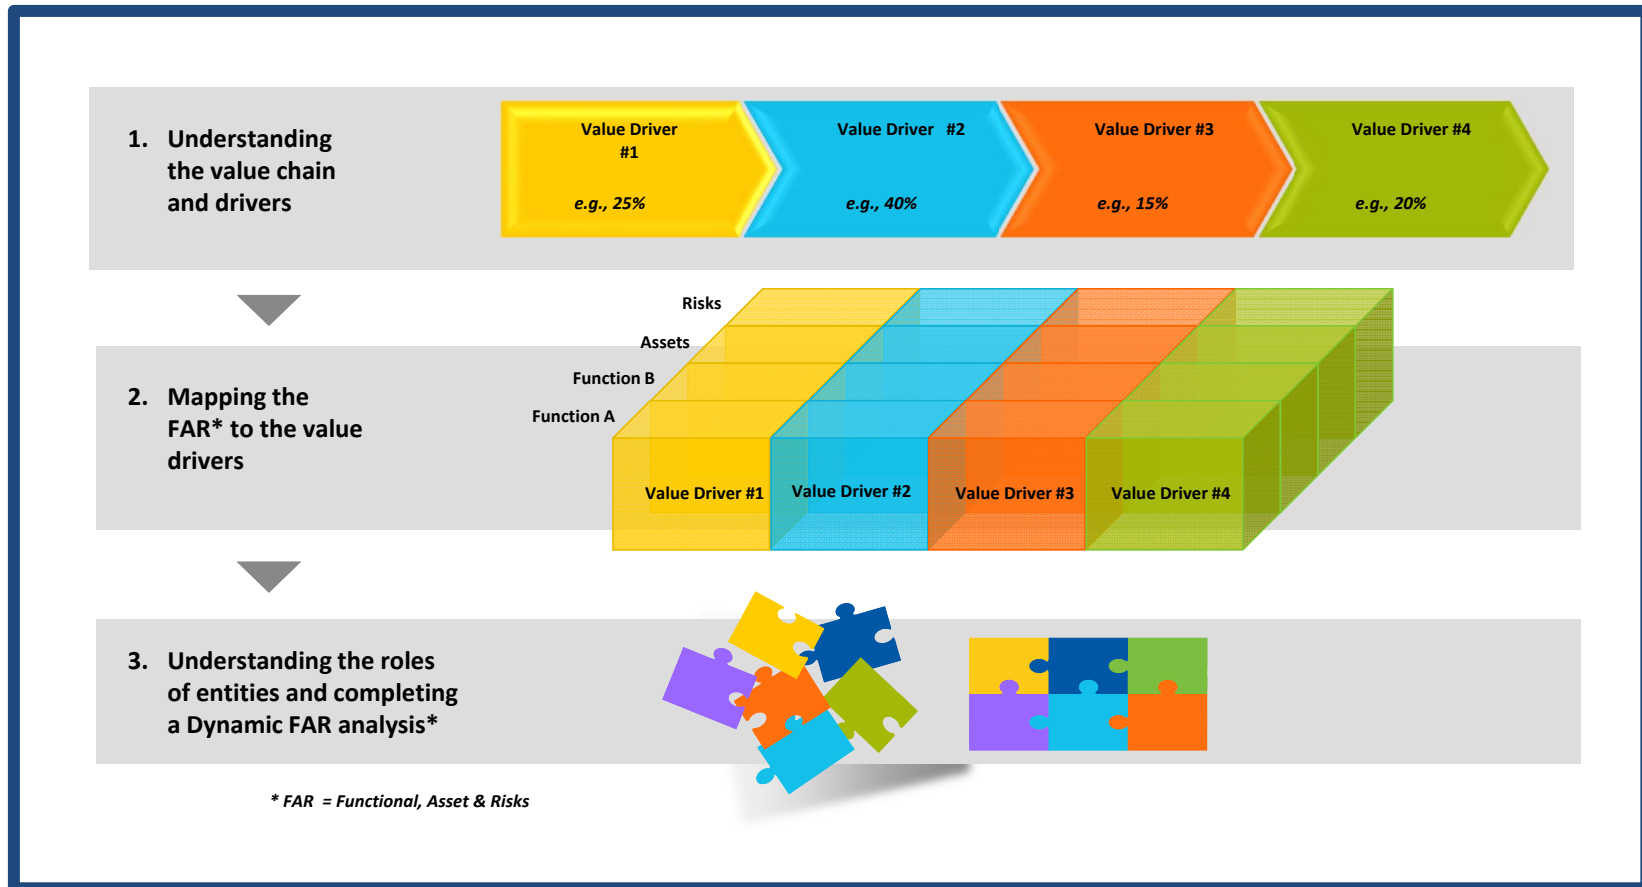 1. Understanding
the value chain
and drivers
Value Driver
#1
e.g., 25%
Value Driver #2
e.g., 40%
Value Driver #3
e.g., 15%
Value Driver #4
e.g., 20%
2. Mapping the
FAR* to the value
drivers
Risks
Assets
Function B
Function A
Value Driver #1
Value Driver #2
Value Driver #3
Value Driver #4
3. Understanding the roles
of entities and completing
a Dynamic FAR analysis*
* FAR = Functional, Asset & Risks